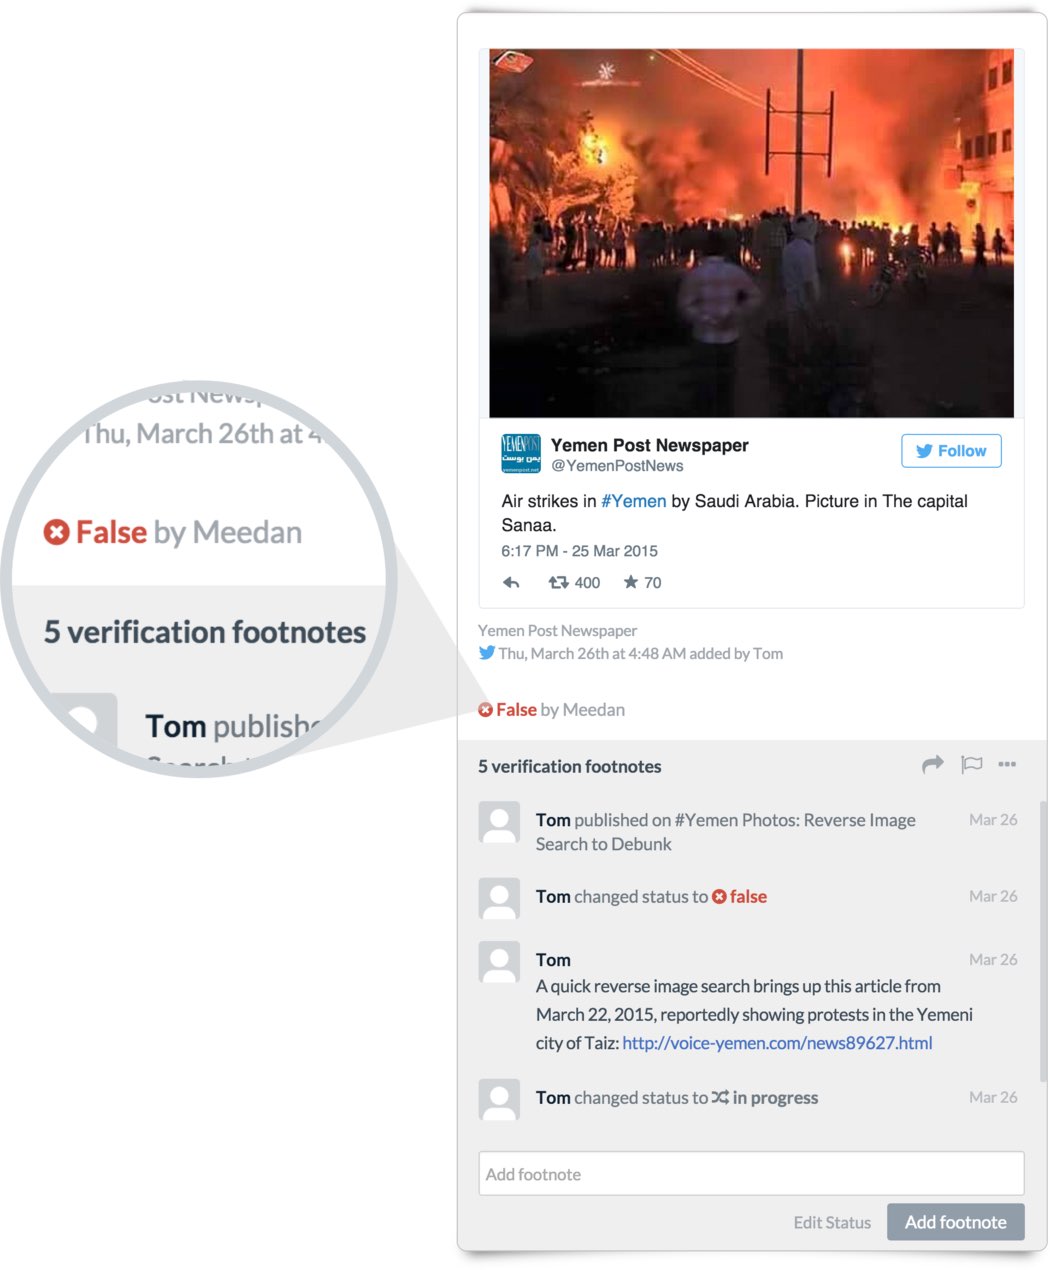 ost News
Thu, March 26th at 4
False by Meedan
5 verification footnotes
Tom publishe
Yemen Post Newspaper
@YemenPostNews
Follow
YEMEN POST
يمن بوست
yemenpost.net
Air strikes in #Yemen by Saudi Arabia. Picture in The capital
Sanaa.
6:17 PM - 25 Mar 2015
400 70
Yemen Post Newspaper
Thu, March 26th at 4:48 AM added by Tom
False by Meedan
5 verification footnotes
Tom published on #Yemen Photos: Reverse Image Mar 26
Search to Debunk
Tom changed status to false Mar 26
Tom Mar 26
A quick reverse image search brings up this article from
March 22, 2015, reportedly showing protests in the Yemeni
city of Taiz: http://voice-yemen.com/news89627.html
Tom changed status to in progress Mar 26
Add footnote
Edit Status Add footnote